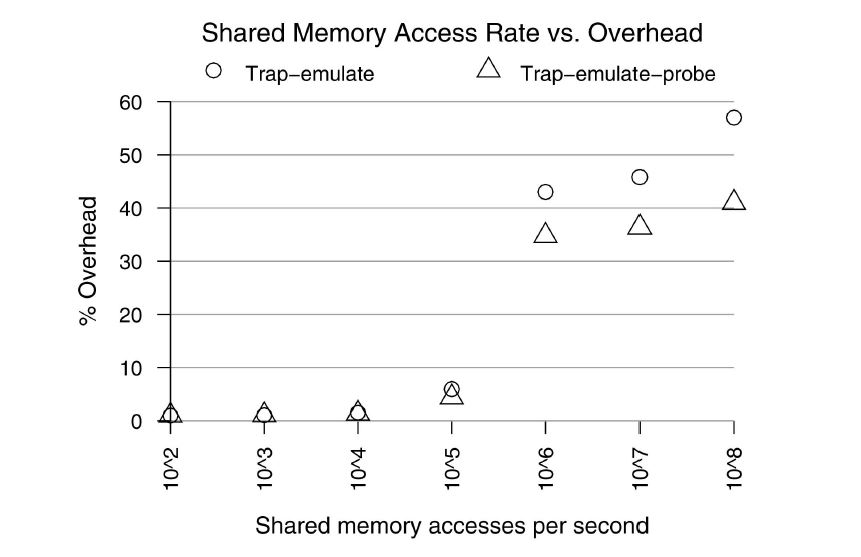 Shared Memory Access Rate vs. Overhead
Trap−emulate
Trap−emulate−probe
60
50
40
30
20
10
0
% Overhead
10^2
10^3
10^4
10^5
10^6
10^7
10^8
Shared memory accesses per second